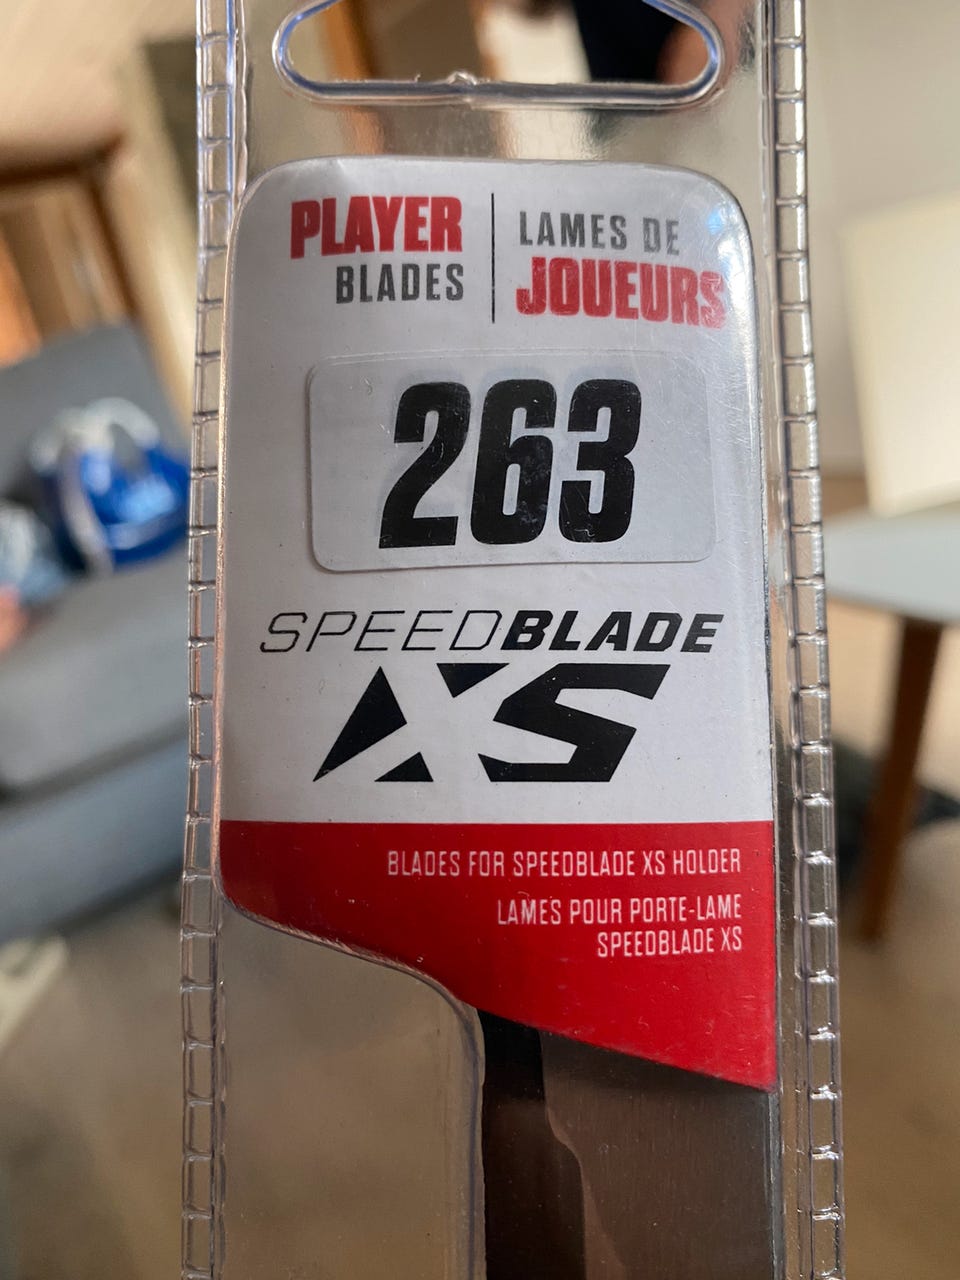 PLAYER
BLADES
LAMES DE
JOUEURS
263
SPEEDBLADE
XS
BLADES FOR SPEEDBLADE XS HOLDER
LAMES POUR PORTE-LAME
SPEEDBLADE XS